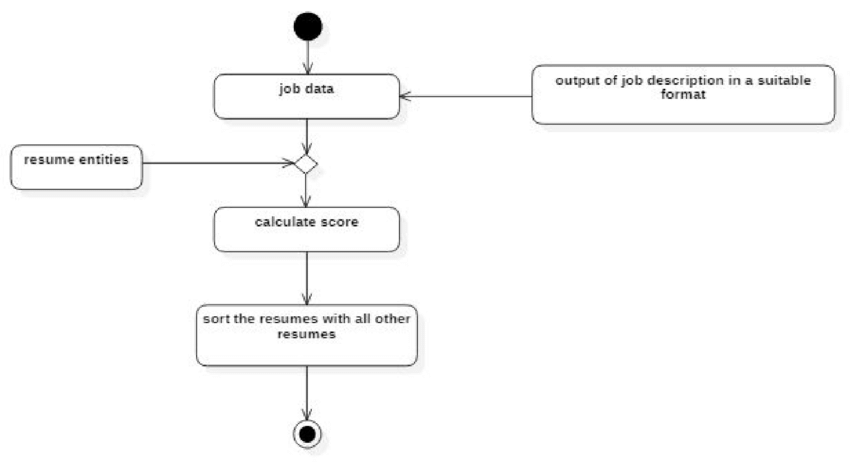 job data
output of job description in a suitable
format
resume entities
calculate score
sort the resumes with all other
resumes